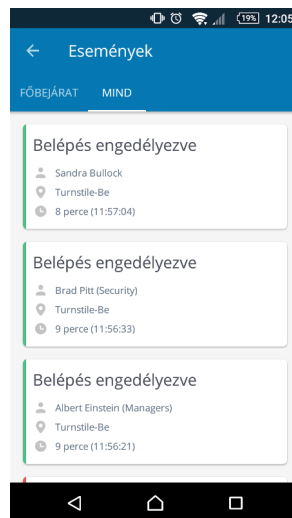 19% 12:05
Események
FŐBEJÁRAT MIND
Belépés engedélyezve
Sandra Bullock
Turnstile-Be
8 perce (11:57:04)
Belépés engedélyezve
Brad Pitt (Security)
Turnstile-Be
9 perce (11:56:33)
Belépés engedélyezve
Albert Einstein (Managers)
Turnstile-Be
9 perce (11:56:21)